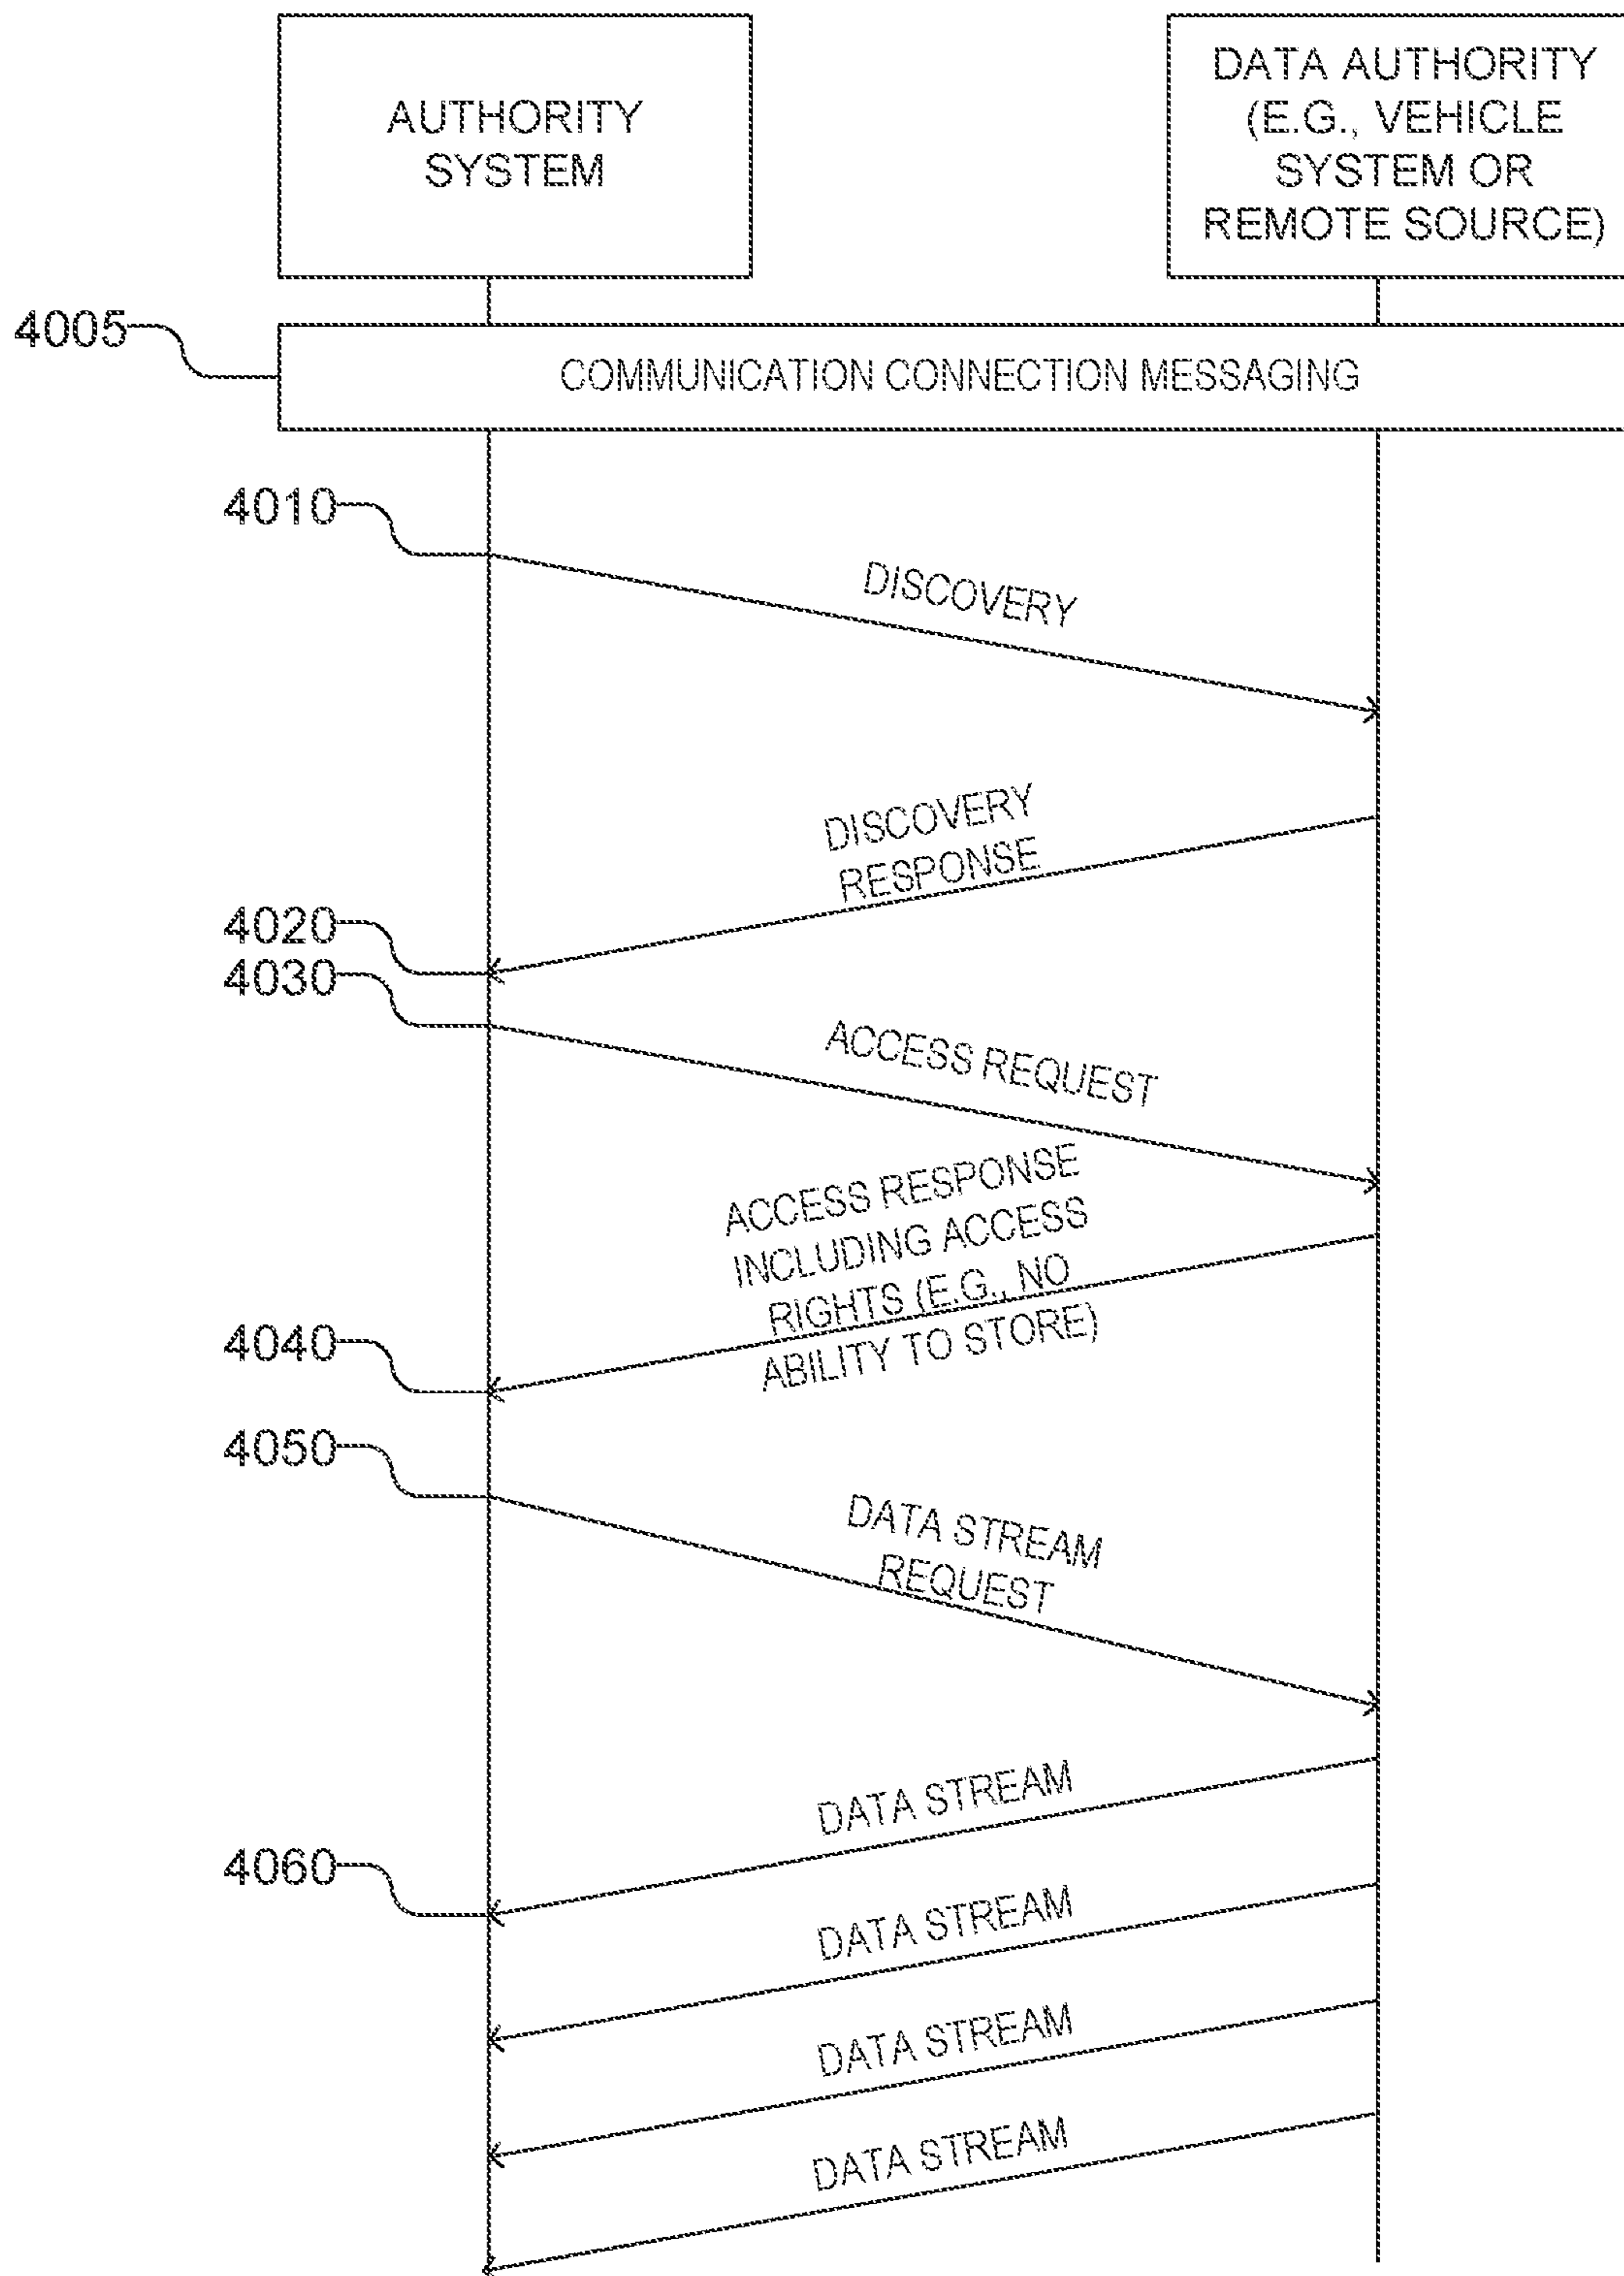 AUTHORITY
SYSTEM
DATA AUTHORITY
(E.G., VEHICLE
SYSTEM OR
REMOTE SOURCE)
4005
COMMUNICATION CONNECTION MESSAGING
4010
DISCOVERY
DISCOVERY
RESPONSE
4020
4030
ACCESS REQUEST
ACCESS RESPONSE
INCLUDING ACCESS
RIGHTS (E.G., NO
ABILITY TO STORE)
4040
4050
DATA STREAM
REQUEST
DATA STREAM
4060
DATA STREAM
DATA STREAM
DATA STREAM